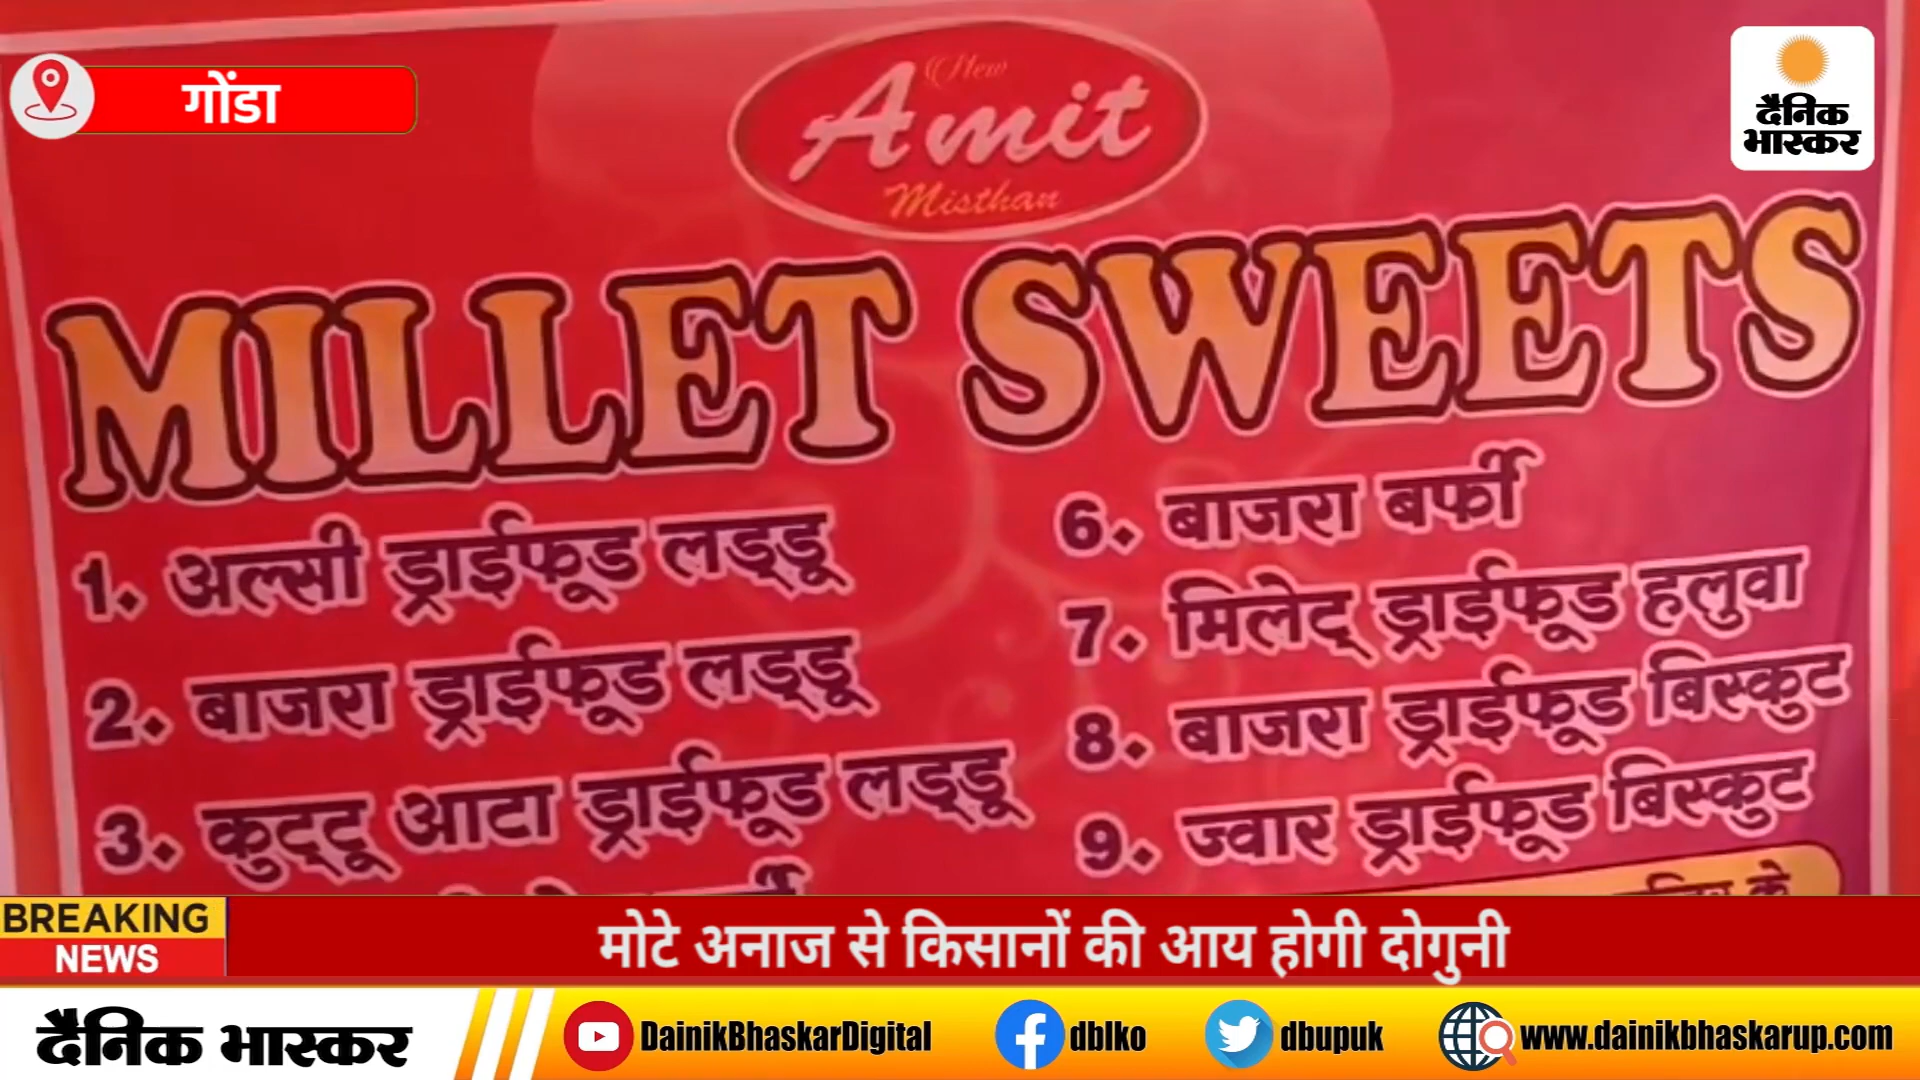 गोंडा
New
Amit
Misthan
दैनिक
भास्कर
MILLET SWEETS
1. अल्सी ड्राईफूड लड्डू
2. बाजरा ड्राईफूड लड्डू
3. कुट्टू आटा ड्राईफूड लड्डू
6. बाजरा बर्फी
7. मिलेट् ड्राईफूड हलुवा
8. बाजरा ड्राईफूड बिस्कुट
9. ज्वार ड्राईफूड बिस्कुट
के
BREAKING
NEWS
मोटे अनाज से किसानों की आय होगी दोगुनी
दैनिक भास्कर
DainikBhaskarDigital
dblko
dbupuk
www.dainikbhaskarup.com